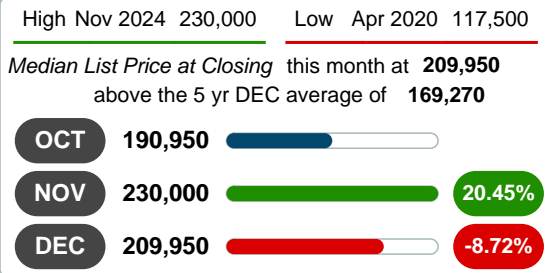 High Nov 2024 230,000 Low Apr 2020 117,500
Median List Price at Closing this month at 209,950
above the 5 yr DEC average of 169,270
OCT 190,950
NOV 230,000 20.45%
DEC 209,950 -8.72%